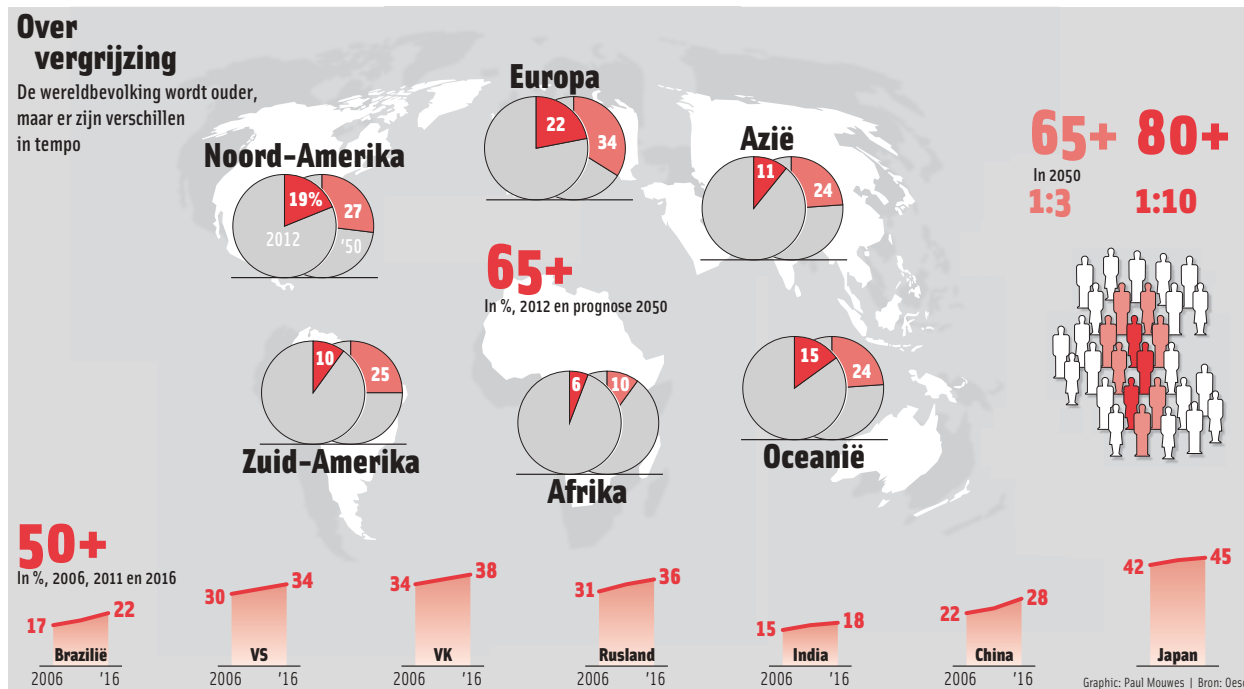 Over
vergrijzing
De wereldbevolking wordt ouder,
maar er zijn verschillen
in tempo
Noord-Amerika
19%
27
2012
'50
Europa
22
34
Azië
11
24
65+
In %, 2012 en prognose 2050
Zuid-Amerika
10
25
Afrika
6
10
Oceanië
15
24
65+ 80+
In 2050
1:3 1:10
50+
In %, 2006, 2011 en 2016
17
22
Brazilië
2006 '16
30
34
VS
2006 '16
34
38
VK
2006 '16
31
36
Rusland
2006 '16
15
18
India
2006 '16
22
28
China
2006 '16
42
45
Japan
Graphic: Paul Mouwes | Bron: Oeso